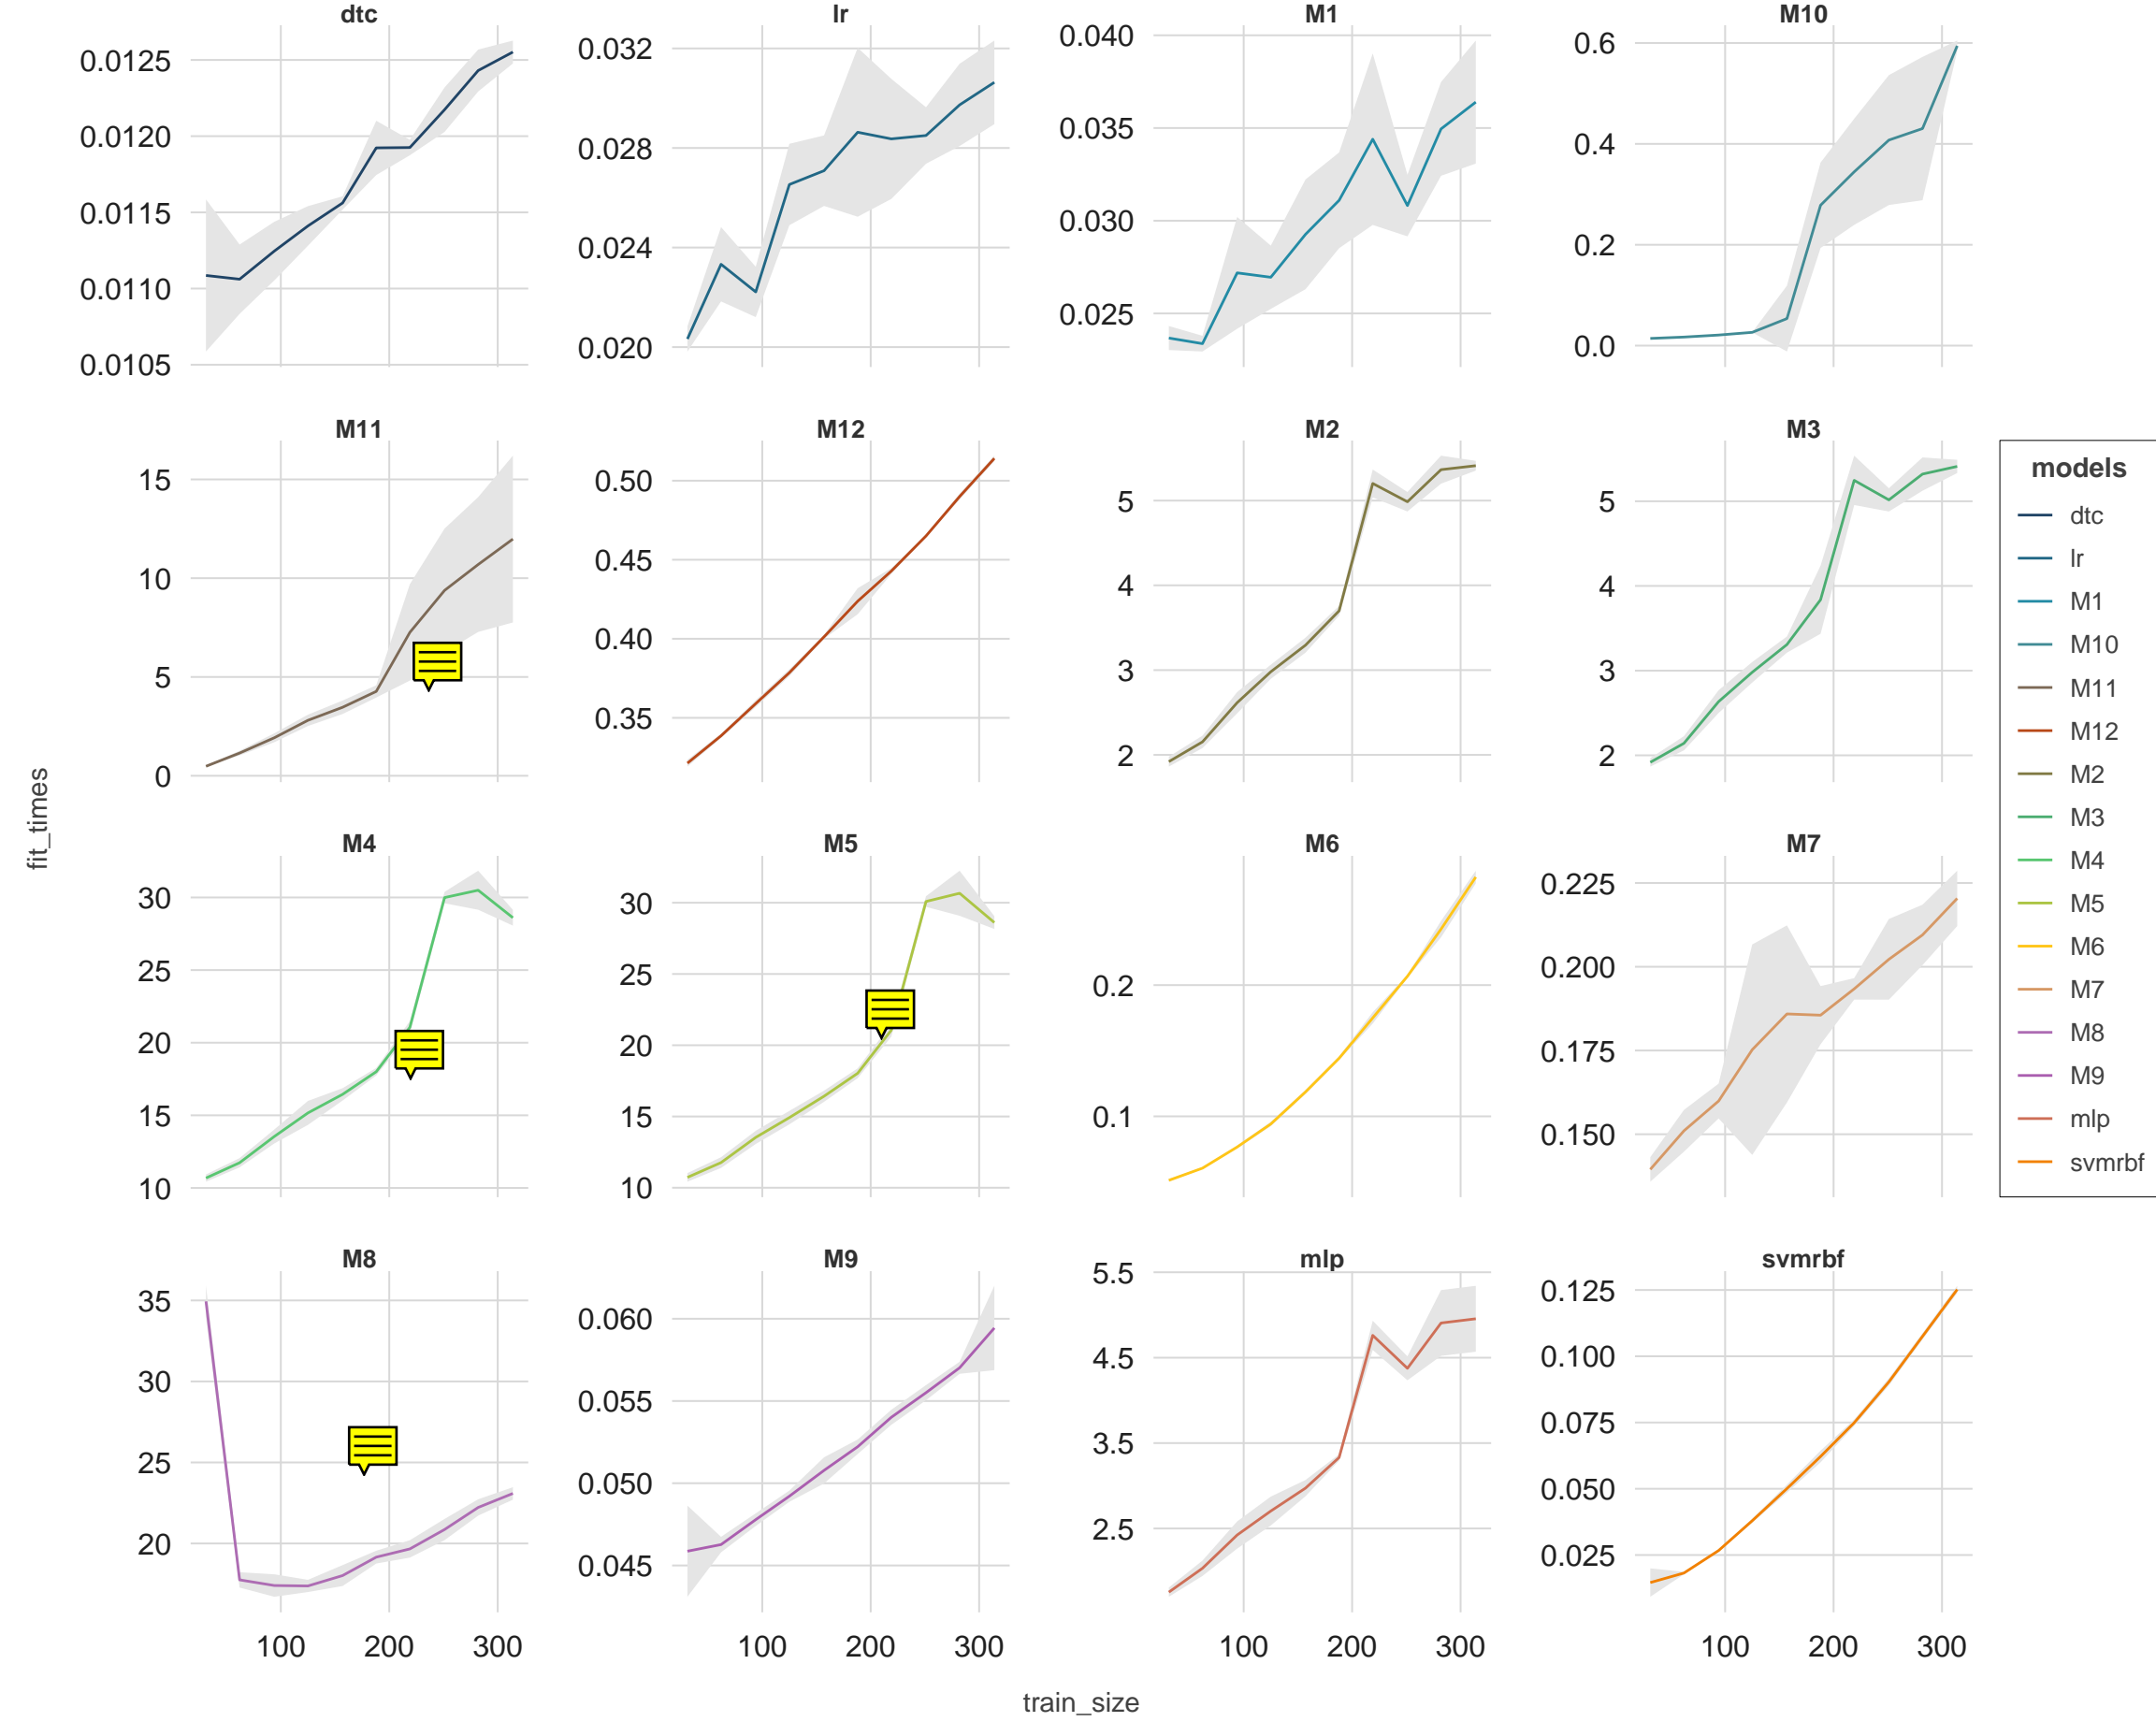 dtc
lr
M1
M10
0.0125
0.0120
0.0115
0.0110
0.0105
0.032
0.028
0.024
0.020
0.040
0.035
0.030
0.025
0.6
0.4
0.2
0.0
M11
M12
M2
M3
15
10
5
0
0.50
0.45
0.40
0.35
5
4
3
2
5
4
3
2
models
dtc
lr
M1
M10
M11
M12
M2
M3
M4
M5
M6
M7
M8
M9
mlp
svmrbf
fit_times
M4
M5
M6
M7
30
25
20
15
10
30
25
20
15
10
0.2
0.1
0.225
0.200
0.175
0.150
M8
M9
mlp
svmrbf
35
30
25
20
0.060
0.055
0.050
0.045
5.5
4.5
3.5
2.5
0.125
0.100
0.075
0.050
0.025
100 200 300
100 200 300
100 200 300
100 200 300
train_size